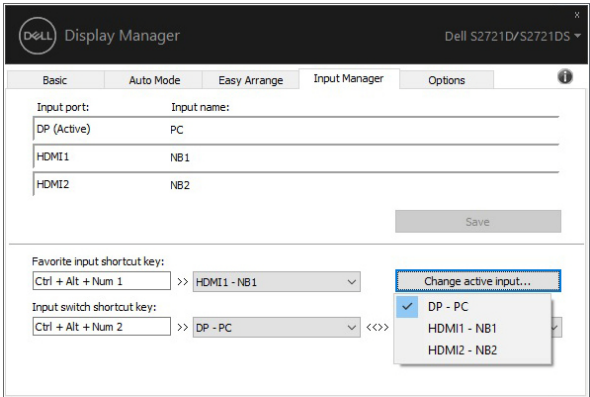 x
DELL Display Manager Dell S2721D/S2721DS
Basic Auto Mode Easy Arrange Input Manager Options i
Input port: Input name:
DP (Active) PC
HDMI1 NB1
HDMI2 NB2
Save
Favorite input shortcut key:
Ctrl + Alt + Num 1 >> HDMI1 - NB1 Change active input...
Input switch shortcut key:
Ctrl + Alt + Num 2 >> DP - PC <<>>
DP - PC
HDMI1 - NB1
HDMI2 - NB2